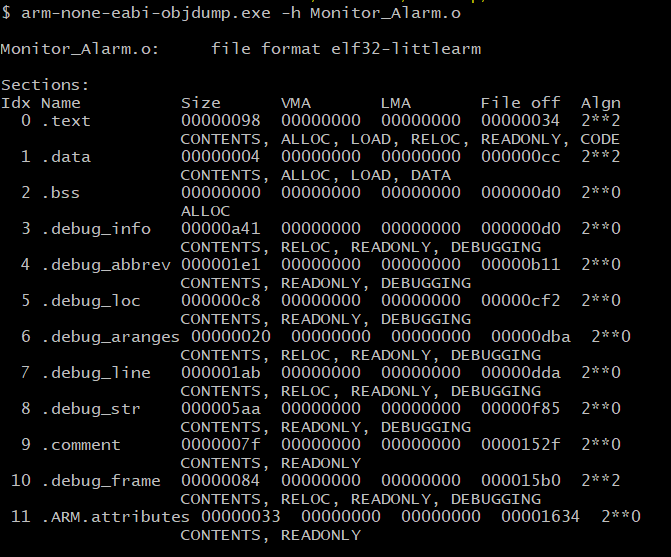 $ arm-none-eabi-objdump.exe -h Monitor_Alarm.o
Monitor_Alarm.o:     file format elf32-littlearm
Sections:
Idx Name          Size      VMA       LMA       File off  Algn
  0 .text         00000098  00000000  00000000  00000034  2**2
                  CONTENTS, ALLOC, LOAD, RELOC, READONLY, CODE
  1 .data         00000004  00000000  00000000  000000cc  2**2
                  CONTENTS, ALLOC, LOAD, DATA
  2 .bss          00000000  00000000  00000000  000000d0  2**0
                  ALLOC
  3 .debug_info   00000a41  00000000  00000000  000000d0  2**0
                  CONTENTS, RELOC, READONLY, DEBUGGING
  4 .debug_abbrev 000001e1  00000000  00000000  00000b11  2**0
                  CONTENTS, READONLY, DEBUGGING
  5 .debug_loc    000000c8  00000000  00000000  00000cf2  2**0
                  CONTENTS, READONLY, DEBUGGING
  6 .debug_aranges 00000020  00000000  00000000  00000dba  2**0
                  CONTENTS, RELOC, READONLY, DEBUGGING
  7 .debug_line   000001ab  00000000  00000000  00000dda  2**0
                  CONTENTS, RELOC, READONLY, DEBUGGING
  8 .debug_str    000005aa  00000000  00000000  00000f85  2**0
                  CONTENTS, READONLY, DEBUGGING
  9 .comment      0000007f  00000000  00000000  0000152f  2**0
                  CONTENTS, READONLY
 10 .debug_frame  00000084  00000000  00000000  000015b0  2**2
                  CONTENTS, RELOC, READONLY, DEBUGGING
 11 .ARM.attributes 00000033  00000000  00000000  00001634  2**0
                  CONTENTS, READONLY